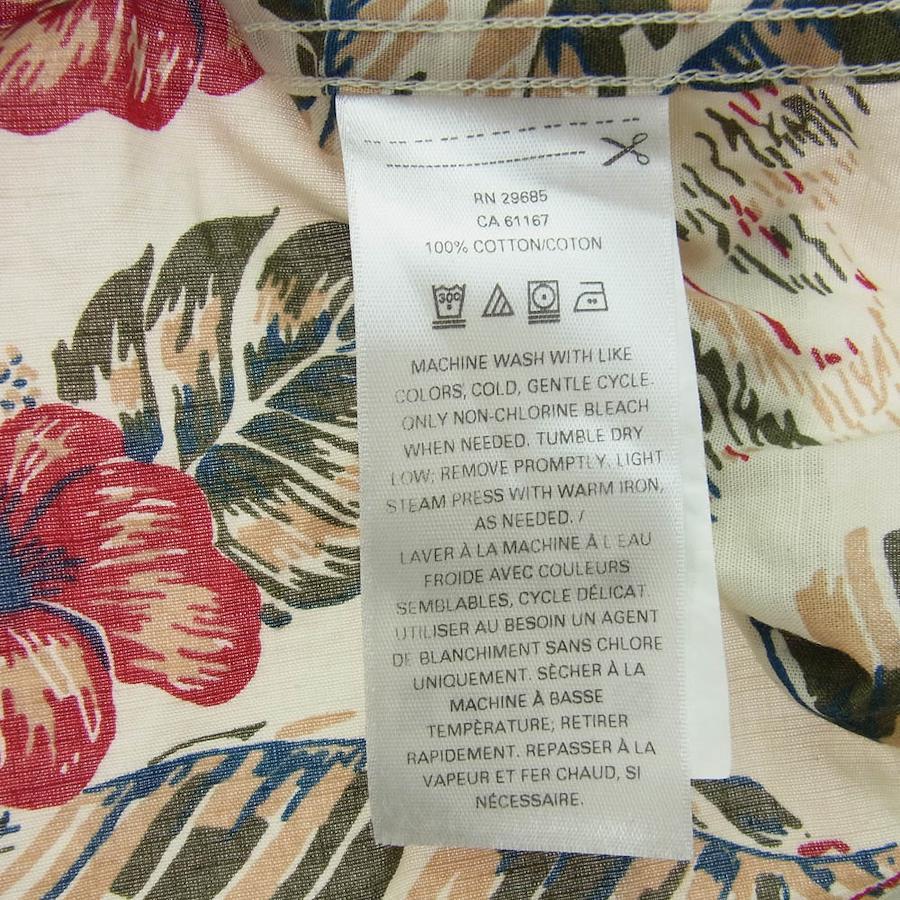 RN 29685
CA 61167
100% COTTON/COTON
30C
MACHINE WASH WITH LIKE
COLORS, COLD, GENTLE CYCLE.
ONLY NON-CHLORINE BLEACH
WHEN NEEDED. TUMBLE DRY
LOW; REMOVE PROMPTLY. LIGHT
STEAM PRESS WITH WARM IRON,
AS NEEDED. /
LAVER À LA MACHINE À L EAU
FROIDE AVEC COULEURS
SEMBLABLES, CYCLE DÉLICAT.
UTILISER AU BESOIN UN AGENT
DE BLANCHIMENT SANS CHLORE
UNIQUEMENT. SÈCHER À LA
MACHINE À BASSE
TEMPÈRATURE; RETIRER
RAPIDEMENT. REPASSER À LA
VAPEUR ET FER CHAUD, SI
NÉCESSAIRE.